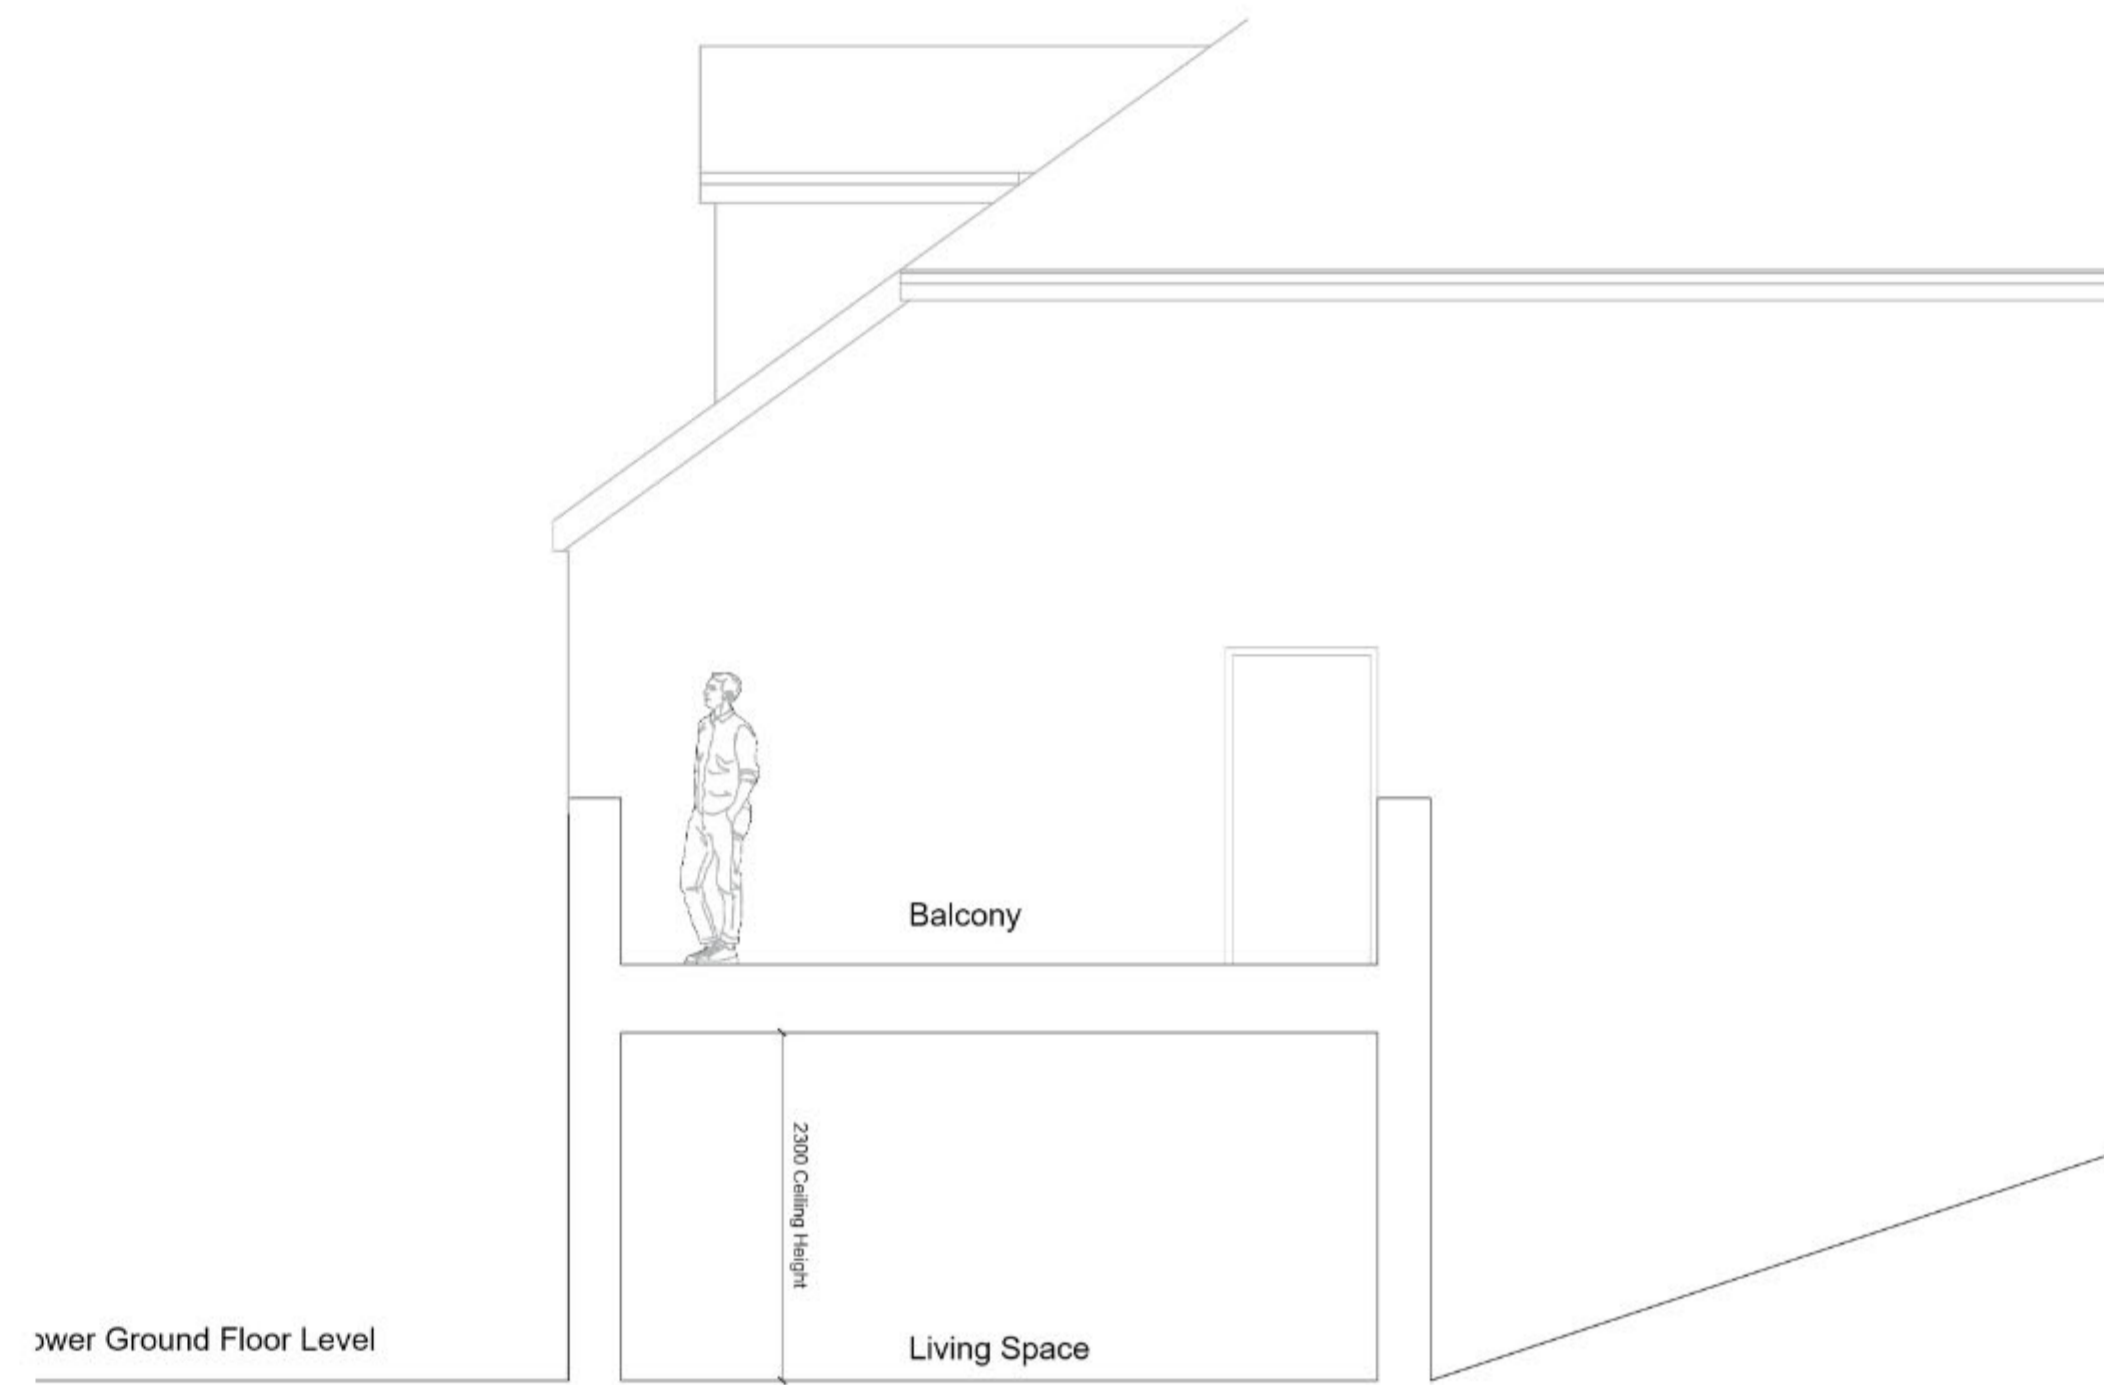 Balcony
2300 Ceiling Height
ower Ground Floor Level
Living Space